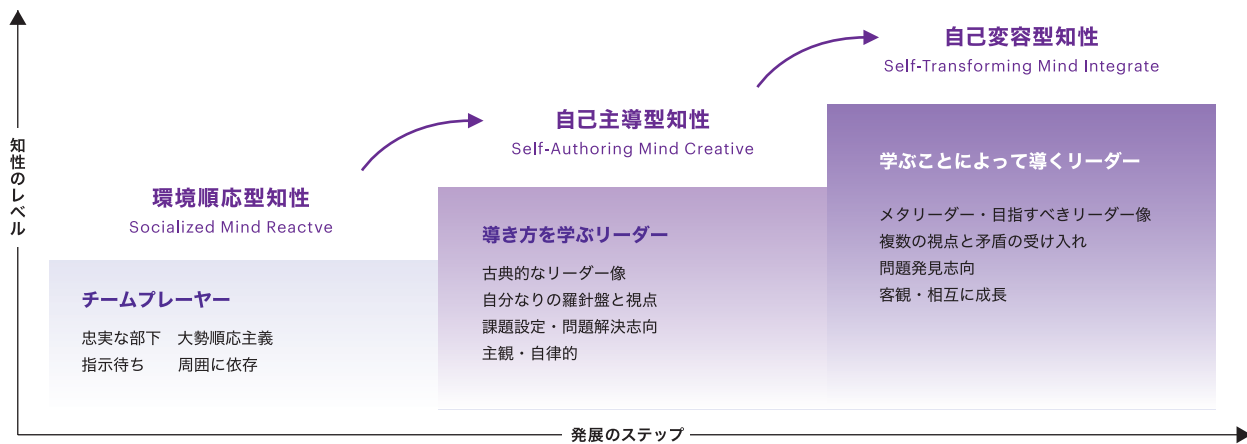 知性のレベル
環境順応型知性
Socialized Mind Reactve
チームプレーヤー
忠実な部下　大勢順応主義
指示待ち　　周囲に依存
自己主導型知性
Self-Authoring Mind Creative
導き方を学ぶリーダー
古典的なリーダー像
自分なりの羅針盤と視点
課題設定・問題解決志向
主観・自律的
自己変容型知性
Self-Transforming Mind Integrate
学ぶことによって導くリーダー
メタリーダー・目指すべきリーダー像
複数の視点と矛盾の受け入れ
問題発見志向
客観・相互に成長
発展のステップ